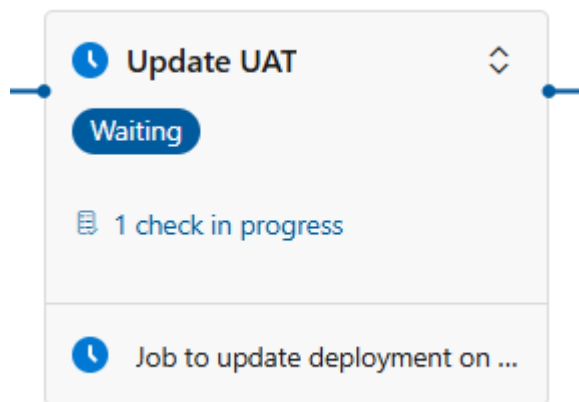 Update UAT
Waiting
1 check in progress
Job to update deployment on ...